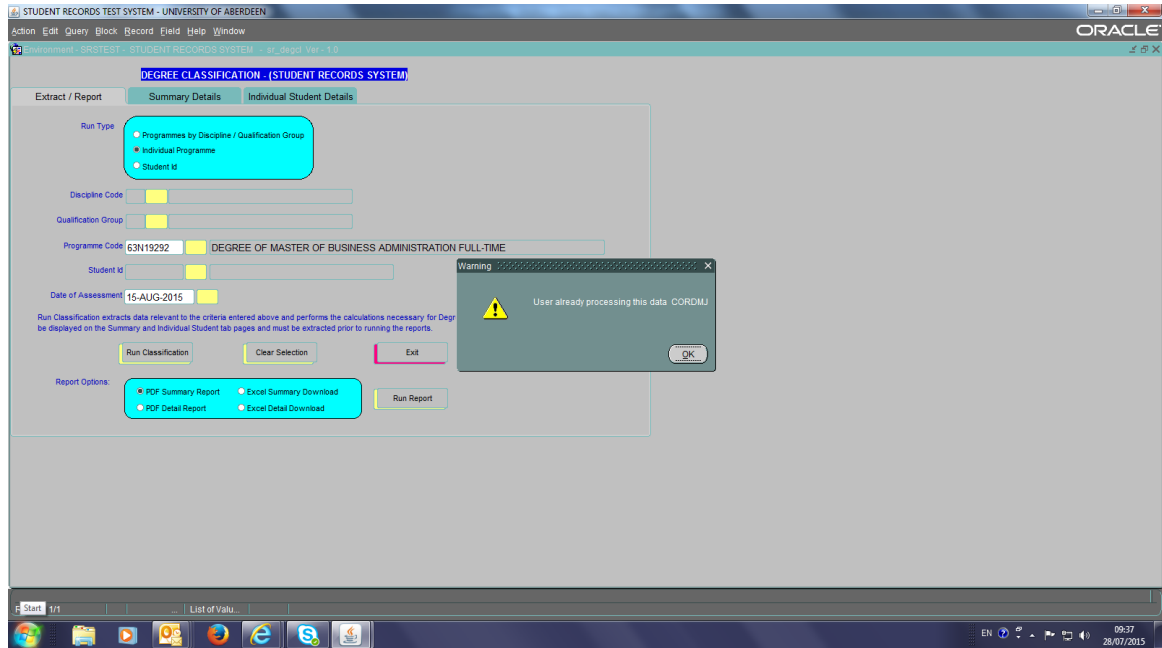 STUDENT RECORDS TEST SYSTEM - UNIVERSITY OF ABERDEEN
Action Edit Query Block Record Field Help Window
ORACLE
Environment - SRSTEST - STUDENT RECORDS SYSTEM - sr_degcl Ver - 1.0
DEGREE CLASSIFICATION - (STUDENT RECORDS SYSTEM)
Extract / Report Summary Details Individual Student Details
Run Type
Programmes by Discipline / Qualification Group
Individual Programme
Student Id
Discipline Code
Qualification Group
Programme Code 63N19292 DEGREE OF MASTER OF BUSINESS ADMINISTRATION FULL-TIME
Student Id
Date of Assessment 15-AUG-2015
Run Classification extracts data relevant to the criteria entered above and performs the calculations necessary for Degr
be displayed on the Summary and Individual Student tab pages and must be extracted prior to running the reports.
Run Classification Clear Selection Exit
Report Options:
PDF Summary Report Excel Summary Download
PDF Detail Report Excel Detail Download
Run Report
Warning
User already processing this data CORDMJ
OK
Start 1/1 ... List of Valu...
EN 09:37
28/07/2015